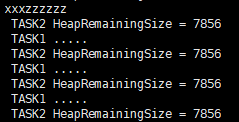 xxxzzzzzz
TASK2 HeapRemainingSize = 7856
TASK1 .....
TASK2 HeapRemainingSize = 7856
TASK1 .....
TASK2 HeapRemainingSize = 7856
TASK1 .....
TASK2 HeapRemainingSize = 7856